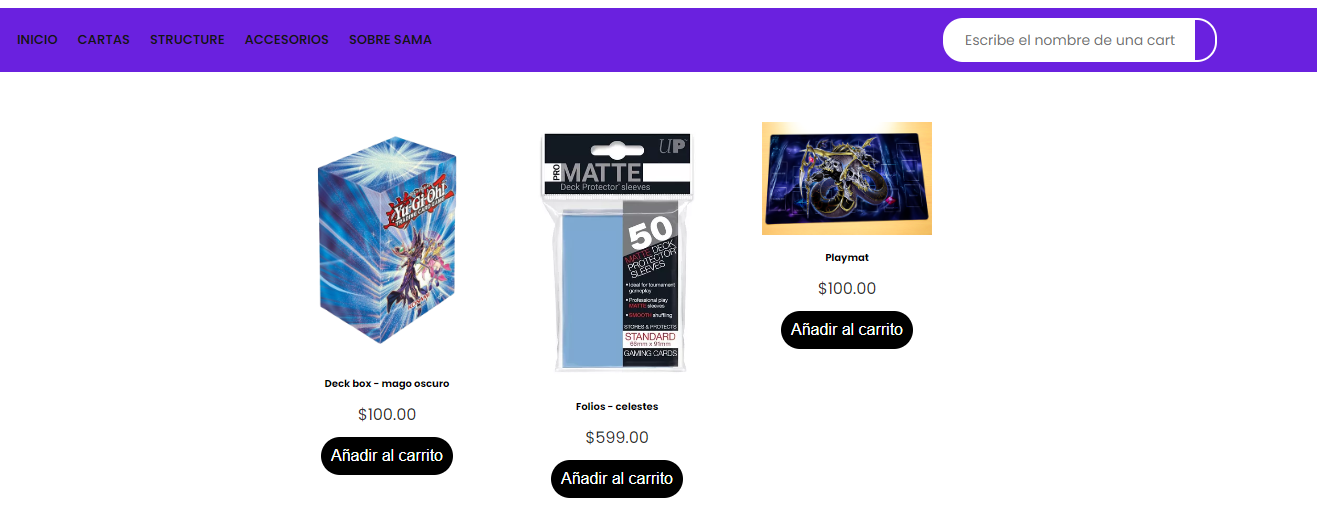 INICIO CARTAS STRUCTURE ACCESORIOS SOBRE SAMA
Escribe el nombre de una cart
Yu-Gi-Oh!
TRADING CARD GAME
Deck box - mago oscuro
$100.00
Añadir al carrito
UP
PRO
MATTE
Deck Protector sleeves
50
MATTE DECK
PROTECTOR
SLEEVES
•Ideal for tournament
gameplay
•Professional play
MATTE sleeves
•SMOOTH shuffling
STORES & PROTECTS
STANDARD
66mm x 91mm
GAMING CARDS
Folios - celestes
$599.00
Añadir al carrito
Playmat
$100.00
Añadir al carrito